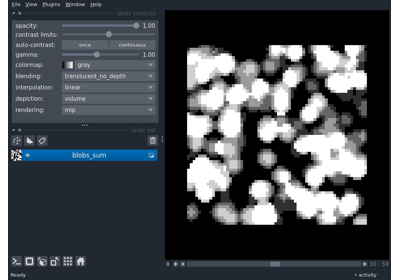 File View Plugins Window Help
layer controls
opacity: 1.00
contrast limits:
auto-contrast: once continuous
gamma: 1.00
colormap: gray
blending: translucent_no_depth
interpolation: linear
depiction: volume
rendering: mip
layer list
blobs_sum
30 59
Ready
activity